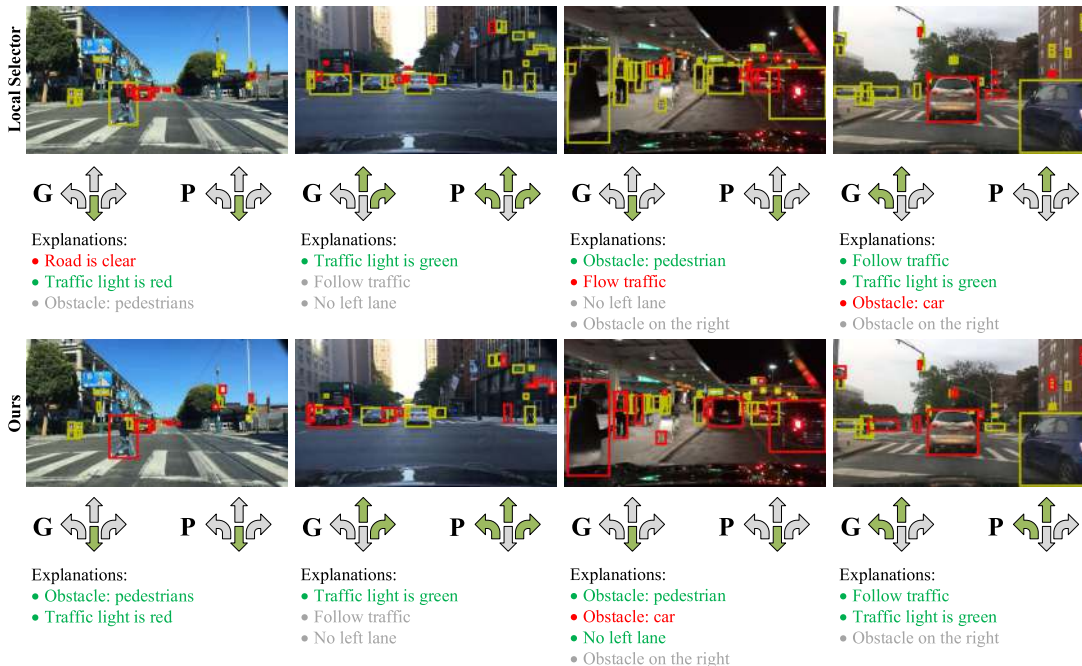 Local Selector
G P G P G P G P
Explanations: Explanations: Explanations: Explanations:
● Road is clear ● Traffic light is green ● Obstacle: pedestrian ● Follow traffic
● Traffic light is red ● Follow traffic ● Flow traffic ● Traffic light is green
● Obstacle: pedestrians ● No left lane ● No left lane ● Obstacle: car
● Obstacle on the right ● Obstacle on the right
Ours
G P G P G P G P
Explanations: Explanations: Explanations: Explanations:
● Obstacle: pedestrians ● Traffic light is green ● Obstacle: pedestrian ● Follow traffic
● Traffic light is red ● Follow traffic ● Obstacle: car ● Traffic light is green
● No left lane ● No left lane ● Obstacle on the right
● Obstacle on the right